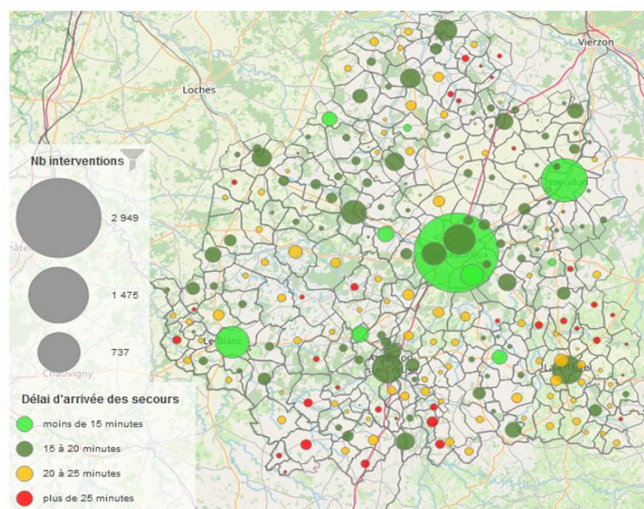 Vierzon
Loches
Nb interventions
2 949
1 475
737
Chauvigny
Le Blanc
Délai d'arrivée des secours
moins de 15 minutes
15 à 20 minutes
20 à 25 minutes
plus de 25 minutes